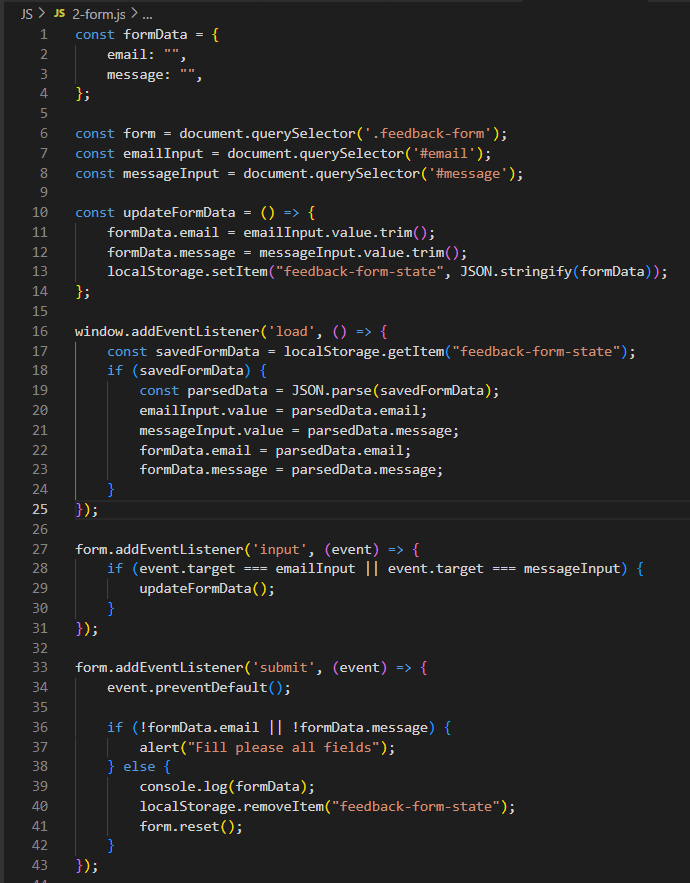 JS > JS 2-form.js > ...
1 const formData = {
2     email: "",
3     message: "",
4 };
5
6 const form = document.querySelector('.feedback-form');
7 const emailInput = document.querySelector('#email');
8 const messageInput = document.querySelector('#message');
9
10 const updateFormData = () => {
11     formData.email = emailInput.value.trim();
12     formData.message = messageInput.value.trim();
13     localStorage.setItem("feedback-form-state", JSON.stringify(formData));
14 };
15
16 window.addEventListener('load', () => {
17     const savedFormData = localStorage.getItem("feedback-form-state");
18     if (savedFormData) {
19         const parsedData = JSON.parse(savedFormData);
20         emailInput.value = parsedData.email;
21         messageInput.value = parsedData.message;
22         formData.email = parsedData.email;
23         formData.message = parsedData.message;
24     }
25 });
26
27 form.addEventListener('input', (event) => {
28     if (event.target === emailInput || event.target === messageInput) {
29         updateFormData();
30     }
31 });
32
33 form.addEventListener('submit', (event) => {
34     event.preventDefault();
35
36     if (!formData.email || !formData.message) {
37         alert("Fill please all fields");
38     } else {
39         console.log(formData);
40         localStorage.removeItem("feedback-form-state");
41         form.reset();
42     }
43 });